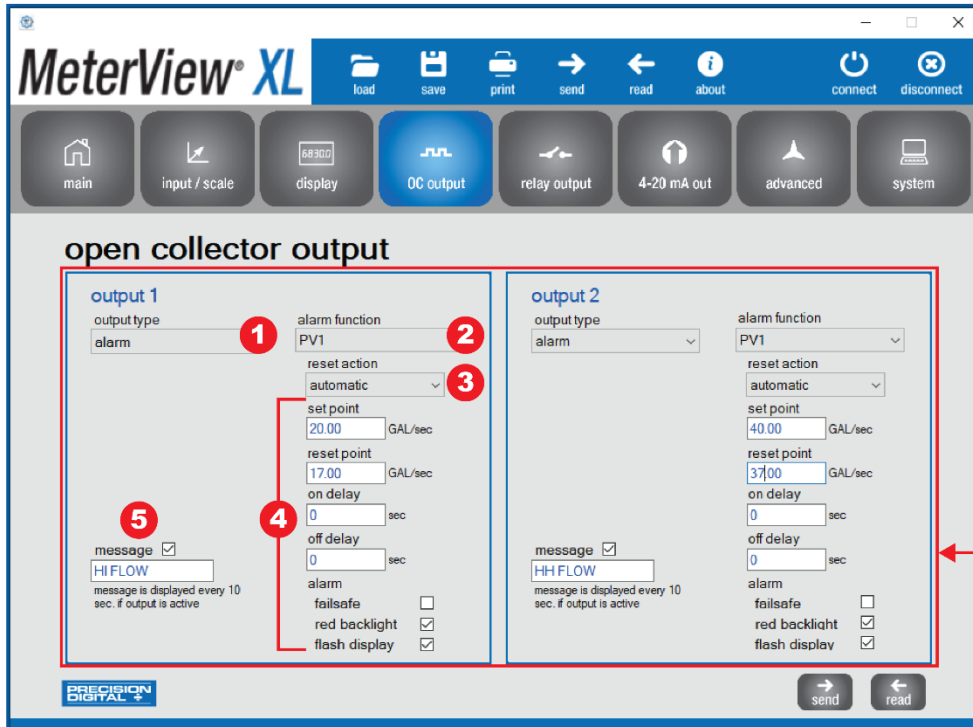 MeterView® XL
load save print send read about connect disconnect
6830.0
main input / scale display OC output relay output 4-20 mA out advanced system
open collector output
output 1
output type
alarm
1
alarm function
PV1
2
reset action
automatic
3
set point
20.00 GAL/sec
reset point
17.00 GAL/sec
on delay
0 sec
4
off delay
0 sec
5
message
HI FLOW
message is displayed every 10
sec. if output is active
alarm
failsafe
red backlight
flash display
output 2
output type
alarm
alarm function
PV1
reset action
automatic
set point
40.00 GAL/sec
reset point
37.00 GAL/sec
on delay
0 sec
off delay
0 sec
message
HH FLOW
message is displayed every 10
sec. if output is active
alarm
failsafe
red backlight
flash display
PRECISION
DIGITAL
send read